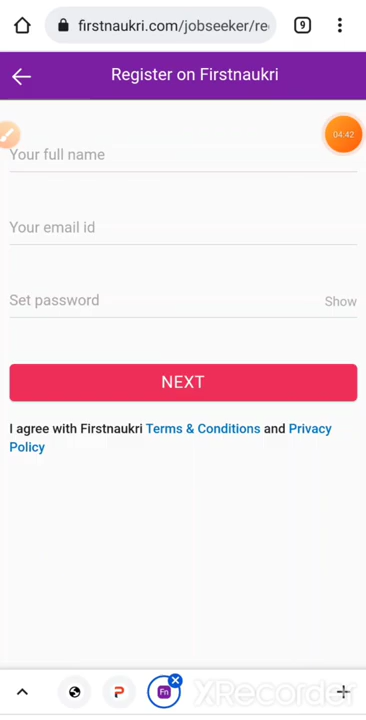 firstnaukri.com/jobseeker/re
9
Register on Firstnaukri
04:42
Your full name
Your email id
Set password
Show
NEXT
I agree with Firstnaukri Terms & Conditions and Privacy
Policy
Fn
XRecorder